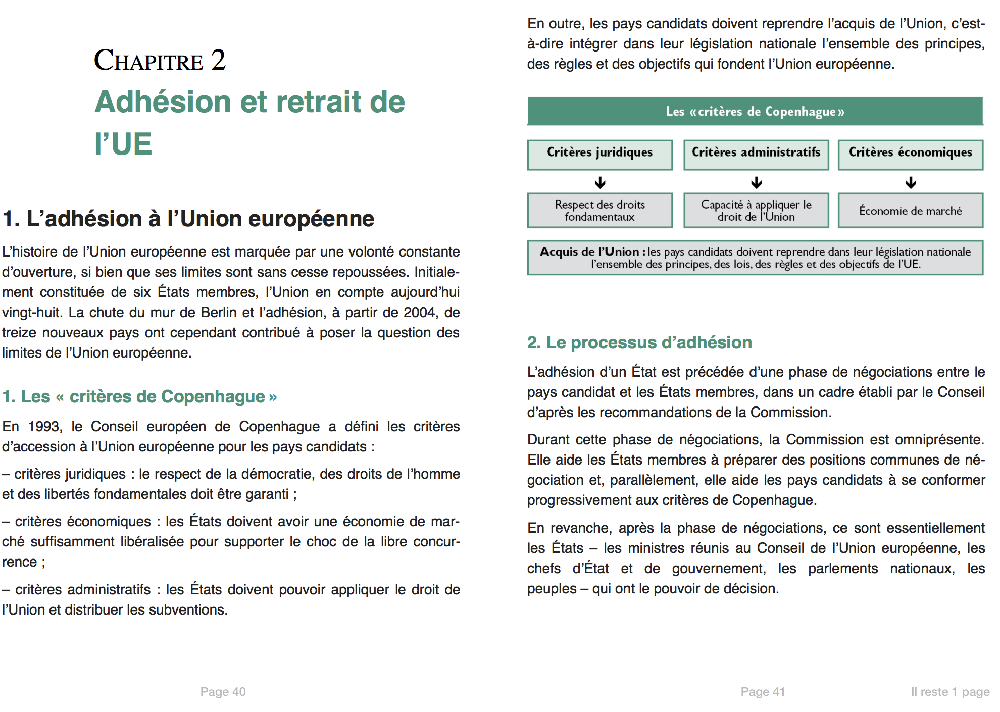 CHAPITRE 2
Adhésion et retrait de
l’UE
1. L’adhésion à l’Union européenne
L’histoire de l’Union européenne est marquée par une volonté constante
d’ouverture, si bien que ses limites sont sans cesse repoussées. Initiale-
ment constituée de six États membres, l’Union en compte aujourd’hui
vingt-huit. La chute du mur de Berlin et l’adhésion, à partir de 2004, de
treize nouveaux pays ont cependant contribué à poser la question des
limites de l’Union européenne.
1. Les « critères de Copenhague »
En 1993, le Conseil européen de Copenhague a défini les critères
d’accession à l’Union européenne pour les pays candidats :
– critères juridiques : le respect de la démocratie, des droits de l’homme
et des libertés fondamentales doit être garanti ;
– critères économiques : les États doivent avoir une économie de mar-
ché suffisamment libéralisée pour supporter le choc de la libre concur-
rence ;
– critères administratifs : les États doivent pouvoir appliquer le droit de
l’Union et distribuer les subventions.
Page 40
En outre, les pays candidats doivent reprendre l’acquis de l’Union, c’est-
à-dire intégrer dans leur législation nationale l’ensemble des principes,
des règles et des objectifs qui fondent l’Union européenne.
Les «critères de Copenhague»
Critères juridiques
Critères administratifs
Critères économiques
Respect des droits
fondamentaux
Capacité à appliquer le
droit de l’Union
Économie de marché
Acquis de l’Union : les pays candidats doivent reprendre dans leur législation nationale
l’ensemble des principes, des lois, des règles et des objectifs de l’UE.
2. Le processus d’adhésion
L’adhésion d’un État est précédée d’une phase de négociations entre le
pays candidat et les États membres, dans un cadre établi par le Conseil
d’après les recommandations de la Commission.
Durant cette phase de négociations, la Commission est omniprésente.
Elle aide les États membres à préparer des positions communes de né-
gociation et, parallèlement, elle aide les pays candidats à se conformer
progressivement aux critères de Copenhague.
En revanche, après la phase de négociations, ce sont essentiellement
les États – les ministres réunis au Conseil de l’Union européenne, les
chefs d’État et de gouvernement, les parlements nationaux, les
peuples – qui ont le pouvoir de décision.
Page 41
Il reste 1 page